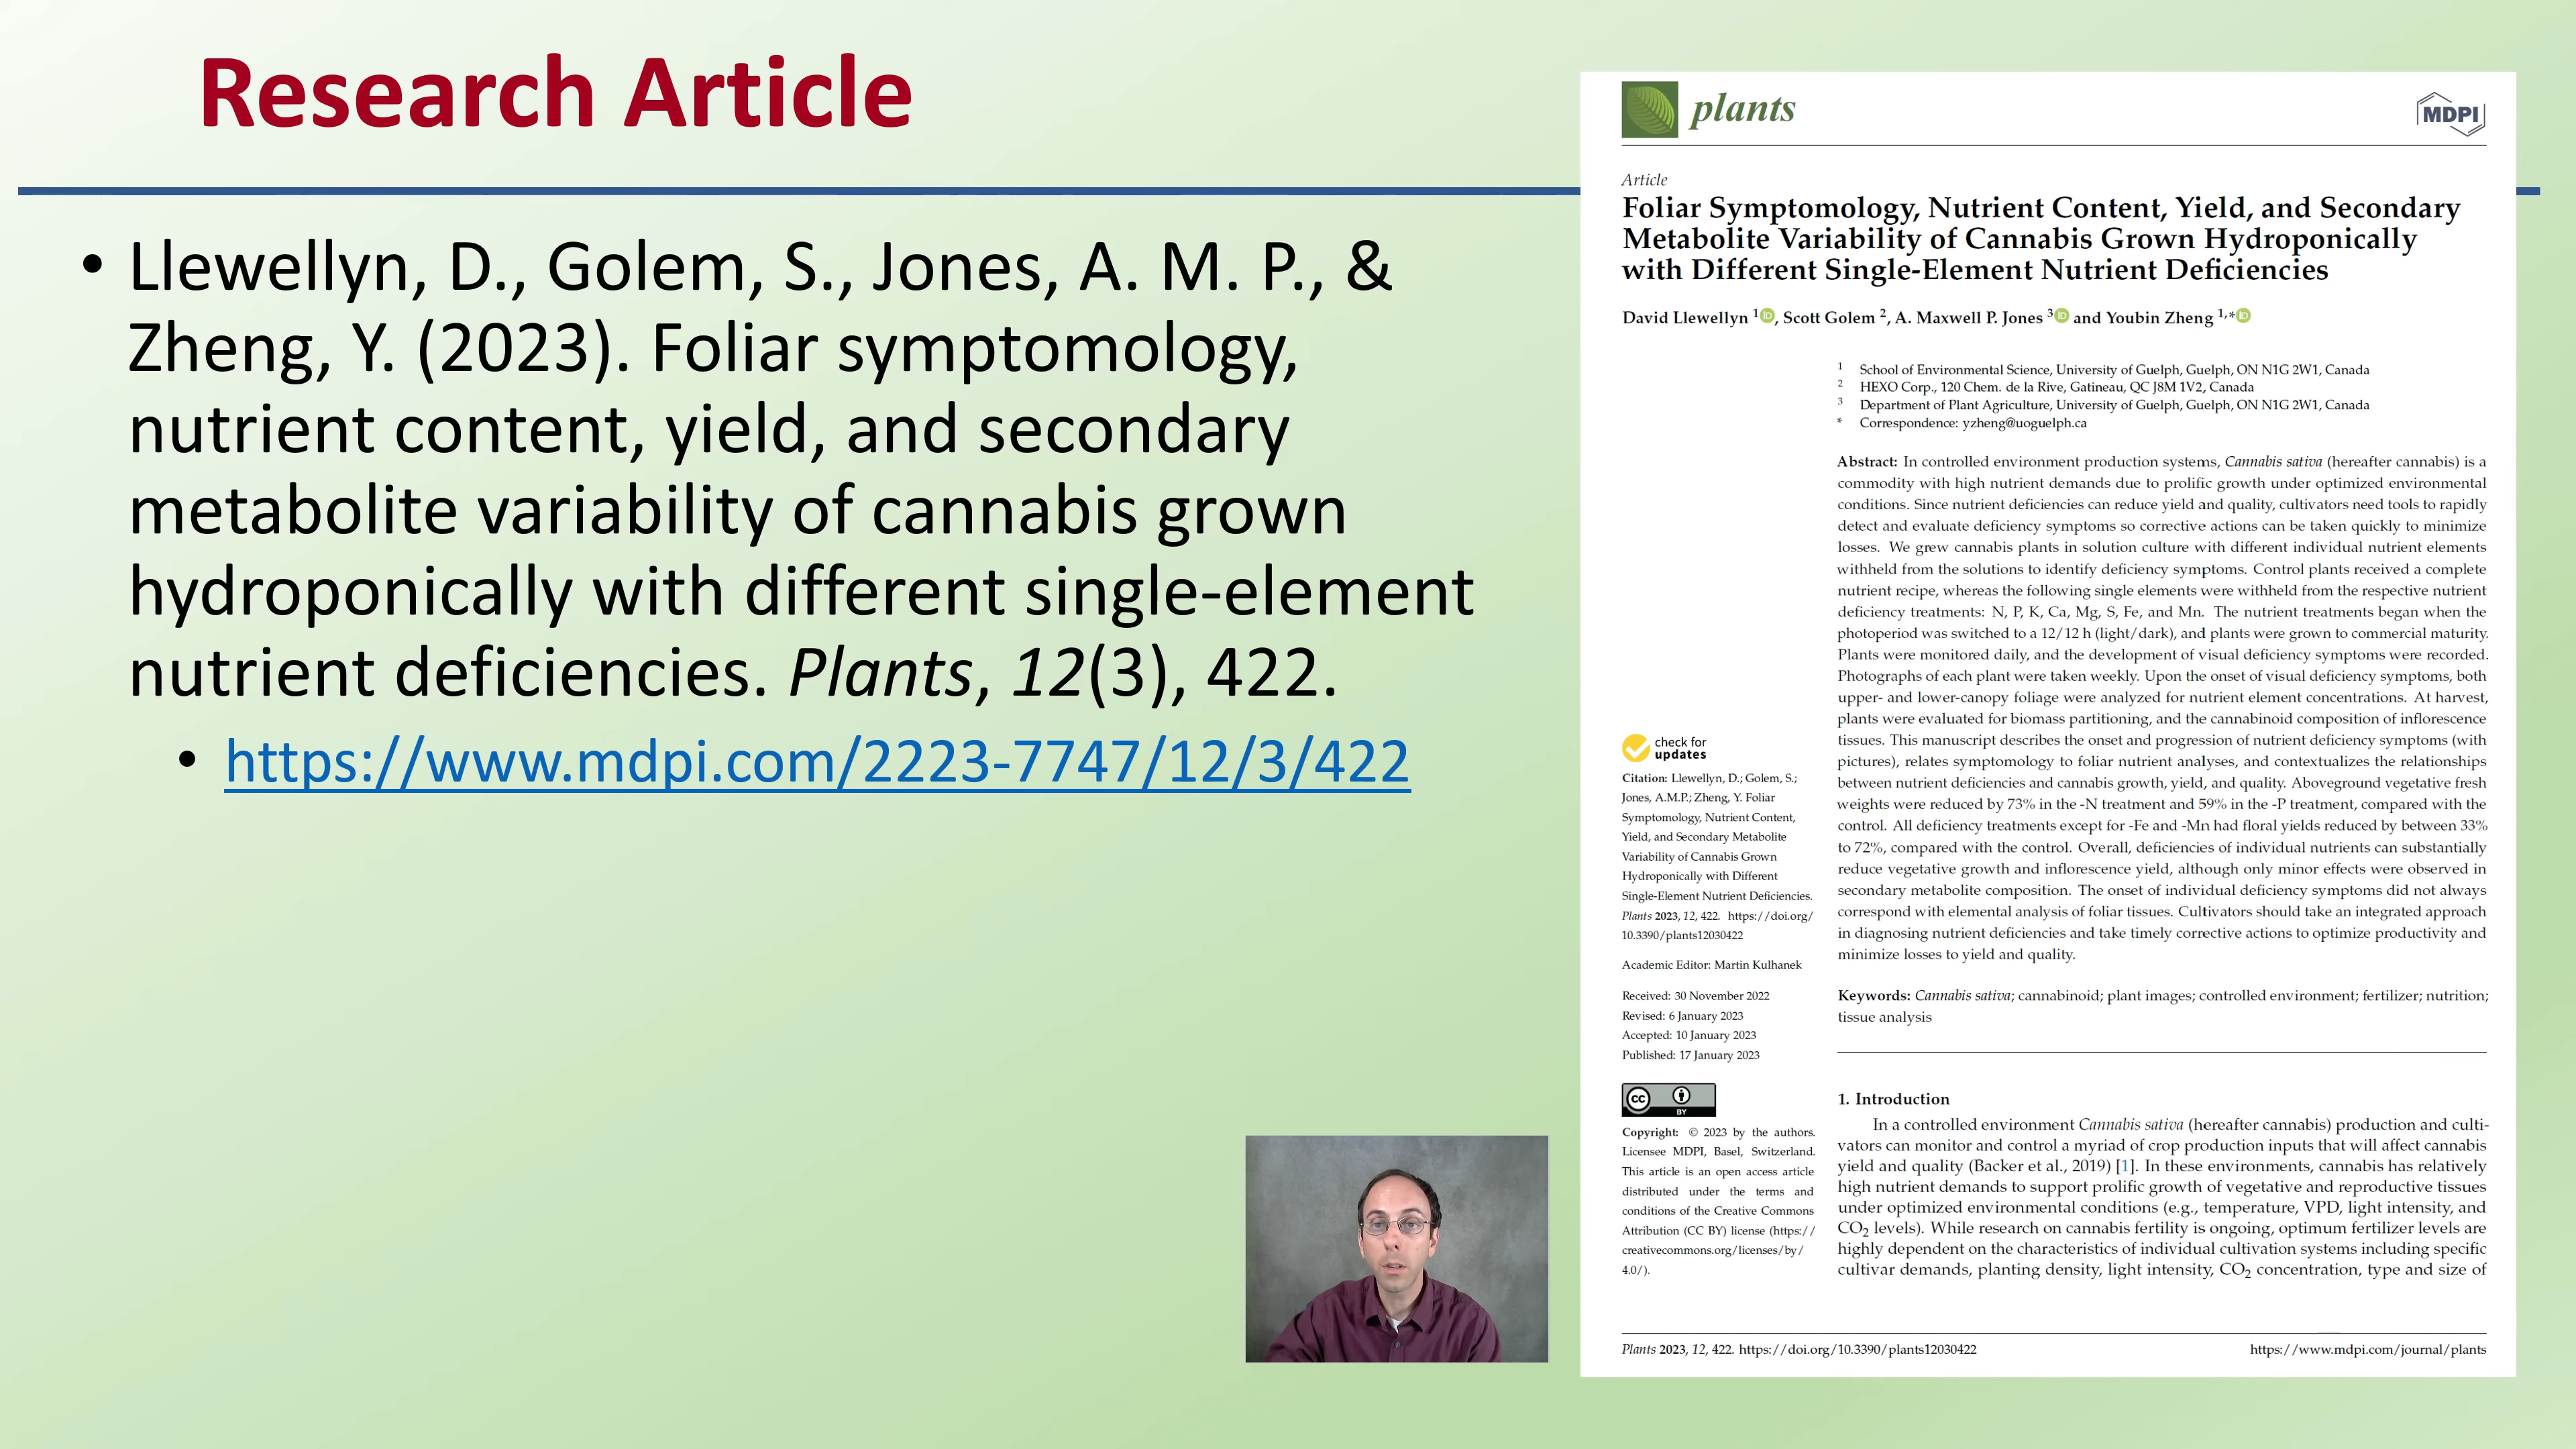 Research Article
• Llewellyn, D., Golem, S., Jones, A. M. P., &
Zheng, Y. (2023). Foliar symptomology,
nutrient content, yield, and secondary
metabolite variability of cannabis grown
hydroponically with different single-element
nutrient deficiencies. Plants, 12(3), 422.
• https://www.mdpi.com/2223-7747/12/3/422
plants
MDPI
Article
Foliar Symptomology, Nutrient Content, Yield, and Secondary
Metabolite Variability of Cannabis Grown Hydroponically
with Different Single-Element Nutrient Deficiencies
David Llewellyn 1 iD, Scott Golem 2, A. Maxwell P. Jones 3 iD and Youbin Zheng 1,* iD
1 School of Environmental Science, University of Guelph, Guelph, ON N1G 2W1, Canada
2 HEXO Corp., 120 Chem. de la Rive, Gatineau, QC J8M 1V2, Canada
3 Department of Plant Agriculture, University of Guelph, Guelph, ON N1G 2W1, Canada
* Correspondence: yzheng@uoguelph.ca
Abstract: In controlled environment production systems, Cannabis sativa (hereafter cannabis) is a
commodity with high nutrient demands due to prolific growth under optimized environmental
conditions. Since nutrient deficiencies can reduce yield and quality, cultivators need tools to rapidly
detect and evaluate deficiency symptoms so corrective actions can be taken quickly to minimize
losses. We grew cannabis plants in solution culture with different individual nutrient elements
withheld from the solutions to identify deficiency symptoms. Control plants received a complete
nutrient recipe, whereas the following single elements were withheld from the respective nutrient
deficiency treatments: N, P, K, Ca, Mg, S, Fe, and Mn. The nutrient treatments began when the
photoperiod was switched to a 12/12 h (light/dark), and plants were grown to commercial maturity.
Plants were monitored daily, and the development of visual deficiency symptoms were recorded.
Photographs of each plant were taken weekly. Upon the onset of visual deficiency symptoms, both
upper- and lower-canopy foliage were analyzed for nutrient element concentrations. At harvest,
plants were evaluated for biomass partitioning, and the cannabinoid composition of inflorescence
tissues. This manuscript describes the onset and progression of nutrient deficiency symptoms (with
pictures), relates symptomology to foliar nutrient analyses, and contextualizes the relationships
between nutrient deficiencies and cannabis growth, yield, and quality. Aboveground vegetative fresh
weights were reduced by 73% in the -N treatment and 59% in the -P treatment, compared with the
control. All deficiency treatments except for -Fe and -Mn had floral yields reduced by between 33%
to 72%, compared with the control. Overall, deficiencies of individual nutrients can substantially
reduce vegetative growth and inflorescence yield, although only minor effects were observed in
secondary metabolite composition. The onset of individual deficiency symptoms did not always
correspond with elemental analysis of foliar tissues. Cultivators should take an integrated approach
in diagnosing nutrient deficiencies and take timely corrective actions to optimize productivity and
minimize losses to yield and quality.
Keywords: Cannabis sativa; cannabinoid; plant images; controlled environment; fertilizer; nutrition;
tissue analysis
check for
updates
Citation: Llewellyn, D.; Golem, S.;
Jones, A.M.P.; Zheng, Y. Foliar
Symptomology, Nutrient Content,
Yield, and Secondary Metabolite
Variability of Cannabis Grown
Hydroponically with Different
Single-Element Nutrient Deficiencies.
Plants 2023, 12, 422. https://doi.org/
10.3390/plants12030422
Academic Editor: Martin Kulhanek
Received: 30 November 2022
Revised: 6 January 2023
Accepted: 10 January 2023
Published: 17 January 2023
cc BY
Copyright: © 2023 by the authors.
Licensee MDPI, Basel, Switzerland.
This article is an open access article
distributed under the terms and
conditions of the Creative Commons
Attribution (CC BY) license (https://
creativecommons.org/licenses/by/
4.0/).
1. Introduction
In a controlled environment Cannabis sativa (hereafter cannabis) production and culti-
vators can monitor and control a myriad of crop production inputs that will affect cannabis
yield and quality (Backer et al., 2019) [1]. In these environments, cannabis has relatively
high nutrient demands to support prolific growth of vegetative and reproductive tissues
under optimized environmental conditions (e.g., temperature, VPD, light intensity, and
CO2 levels). While research on cannabis fertility is ongoing, optimum fertilizer levels are
highly dependent on the characteristics of individual cultivation systems including specific
cultivar demands, planting density, light intensity, CO2 concentration, type and size of
Plants 2023, 12, 422. https://doi.org/10.3390/plants12030422
https://www.mdpi.com/journal/plants